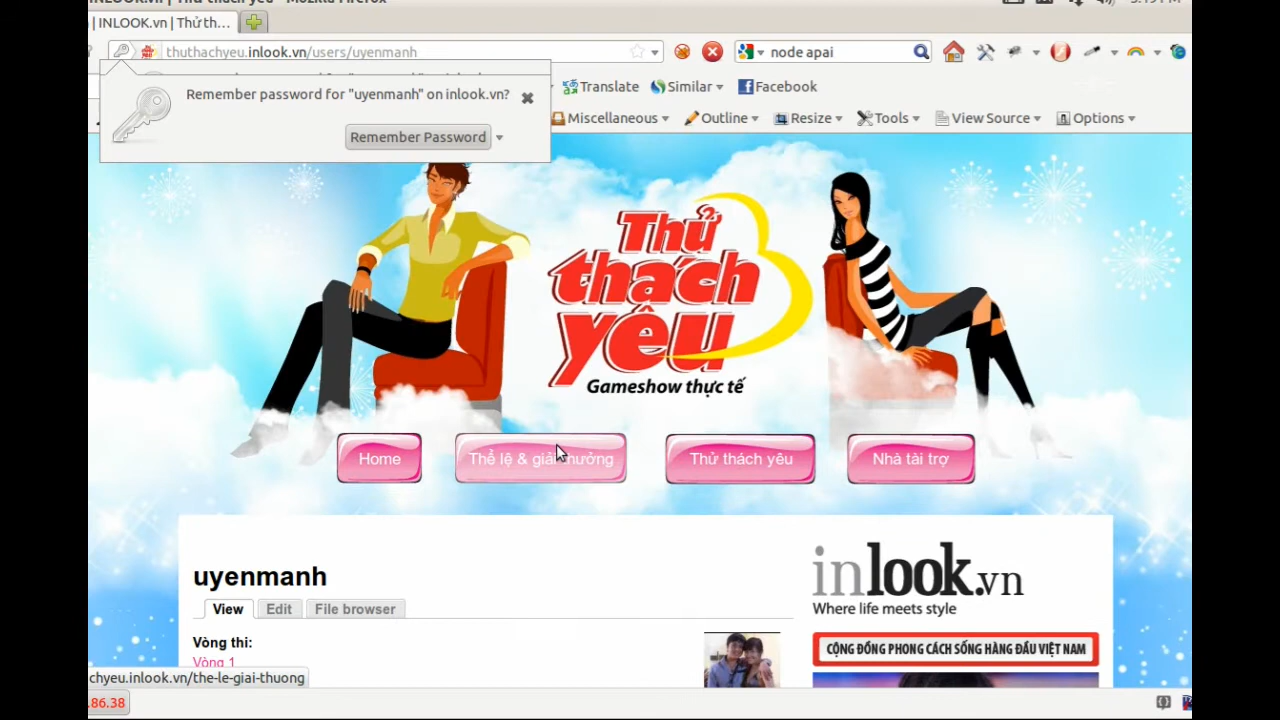 | INLOOK.vn | Thử th...
thuthachyeu.inlook.vn/users/uyenmanh
node apai
Remember password for "uyenmanh" on inlook.vn?
Remember Password
Translate
Similar
Facebook
Miscellaneous
Outline
Resize
Tools
View Source
Options
Thử
thách
yêu
Gameshow thực tế
Home
Thể lệ & giải thưởng
Thử thách yêu
Nhà tài trợ
uyenmanh
View
Edit
File browser
Vòng thi:
Vòng 1
inlook.vn
Where life meets style
CỘNG ĐỒNG PHONG CÁCH SỐNG HÀNG ĐẦU VIỆT NAM
chyeu.inlook.vn/the-le-giai-thuong
.86.38